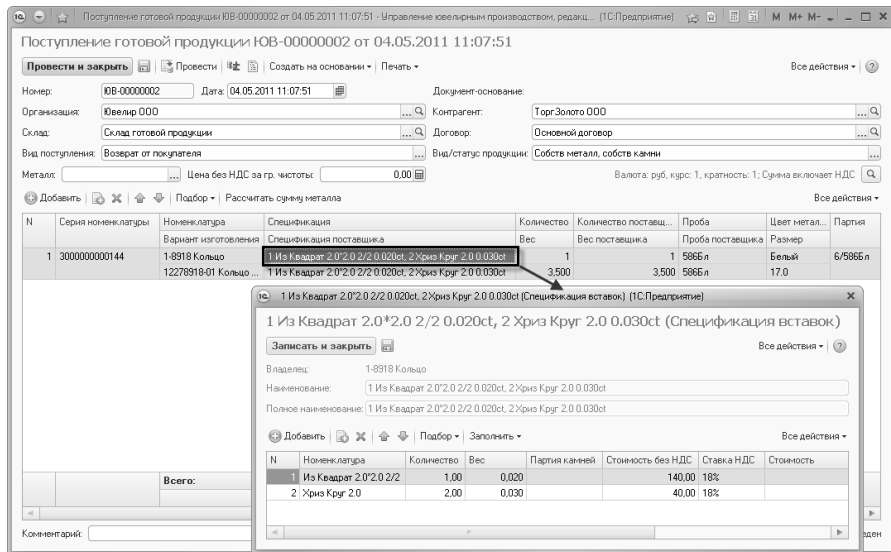 Поступление готовой продукции ЮВ-00000002 от 04.05.2011 11:07:51 - Управление ювелирным производством, редакц... (1С:Предприятие) M M+ M-
Поступление готовой продукции ЮВ-00000002 от 04.05.2011 11:07:51
Провести и закрыть Провести Создать на основании Печать Все действия
Номер: ЮВ-00000002 Дата: 04.05.2011 11:07:51 Документ-основание:
Организация: Ювелир ООО Контрагент: ТоргЗолото ООО
Склад: Склад готовой продукции Договор: Основной договор
Вид поступления: Возврат от покупателя Вид/статус продукции: Собств металл, собств камни
Металл: Цена без НДС за гр. чистоты: 0,00 Валюта: руб, курс: 1, кратность: 1; Сумма включает НДС
Добавить Подбор Рассчитать сумму металла Все действия
N Серия номенклатуры Номенклатура Спецификация Количество Количество поставщ... Проба Цвет метал... Партия
Вариант изготовления Спецификация поставщика Вес Вес поставщика Проба поставщика Размер
1 3000000000144 1-8918 Кольцо 1 Из Квадрат 2.0*2.0 2/2 0.020ct, 2 Хриз Круг 2.0 0.030ct 1 1 586Бл Белый 6/586Бл
12278918-01 Кольцо ... 1 Из Квадрат 2.0*2.0 2/2 0.020ct, 2 Хриз Круг 2.0 0.030ct 3,500 3,500 586Бл 17.0
1 Из Квадрат 2.0*2.0 2/2 0.020ct, 2 Хриз Круг 2.0 0.030ct (Спецификация вставок) (1С:Предприятие)
1 Из Квадрат 2.0*2.0 2/2 0.020ct, 2 Хриз Круг 2.0 0.030ct (Спецификация вставок)
Записать и закрыть Все действия
Владелец: 1-8918 Кольцо
Наименование: 1 Из Квадрат 2.0*2.0 2/2 0.020ct, 2 Хриз Круг 2.0 0.030ct
Полное наименование: 1 Из Квадрат 2.0*2.0 2/2 0.020ct, 2 Хриз Круг 2.0 0.030ct
Добавить Подбор Заполнить Все действия
N Номенклатура Количество Вес Партия камней Стоимость без НДС Ставка НДС Стоимость
1 Из Квадрат 2.0*2.0 2/2 1,00 0,020 140,00 18%
2 Хриз Круг 2.0 2,00 0,030 40,00 18%
Всего:
Комментарий: